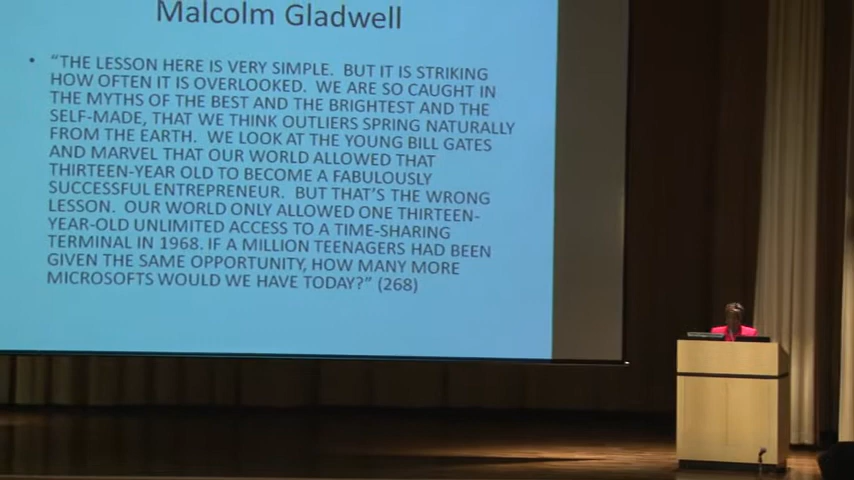 Malcolm Gladwell
• "THE LESSON HERE IS VERY SIMPLE. BUT IT IS STRIKING
HOW OFTEN IT IS OVERLOOKED. WE ARE SO CAUGHT IN
THE MYTHS OF THE BEST AND THE BRIGHTEST AND THE
SELF-MADE, THAT WE THINK OUTLIERS SPRING NATURALLY
FROM THE EARTH. WE LOOK AT THE YOUNG BILL GATES
AND MARVEL THAT OUR WORLD ALLOWED THAT
THIRTEEN-YEAR OLD TO BECOME A FABULOUSLY
SUCCESSFUL ENTREPRENEUR. BUT THAT'S THE WRONG
LESSON. OUR WORLD ONLY ALLOWED ONE THIRTEEN-
YEAR-OLD UNLIMITED ACCESS TO A TIME-SHARING
TERMINAL IN 1968. IF A MILLION TEENAGERS HAD BEEN
GIVEN THE SAME OPPORTUNITY, HOW MANY MORE
MICROSOFTS WOULD WE HAVE TODAY?" (268)